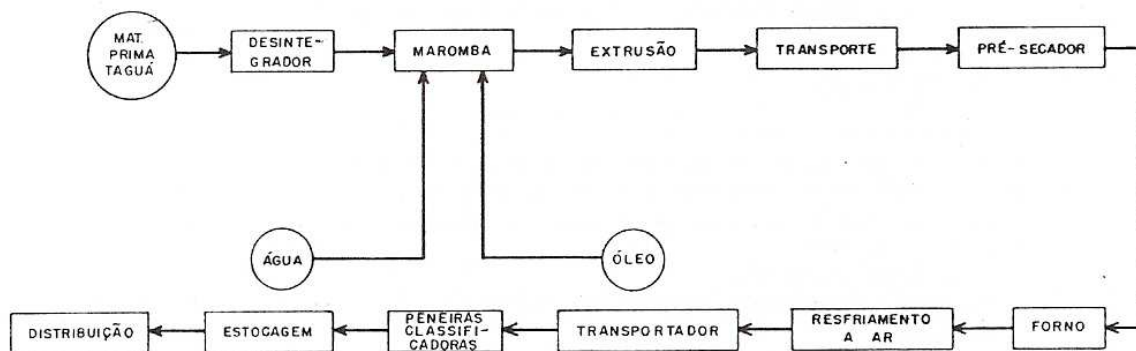 MAT.
PRIMA
TAGUÁ
DESINTE-
GRADOR
MAROMBA
EXTRUSÃO
TRANSPORTE
PRÉ-SECADOR
ÁGUA
ÓLEO
DISTRIBUIÇÃO
ESTOCAGEM
PENEIRAS
CLASSIFI-
CADORAS
TRANSPORTADOR
RESFRIAMENTO
A AR
FORNO